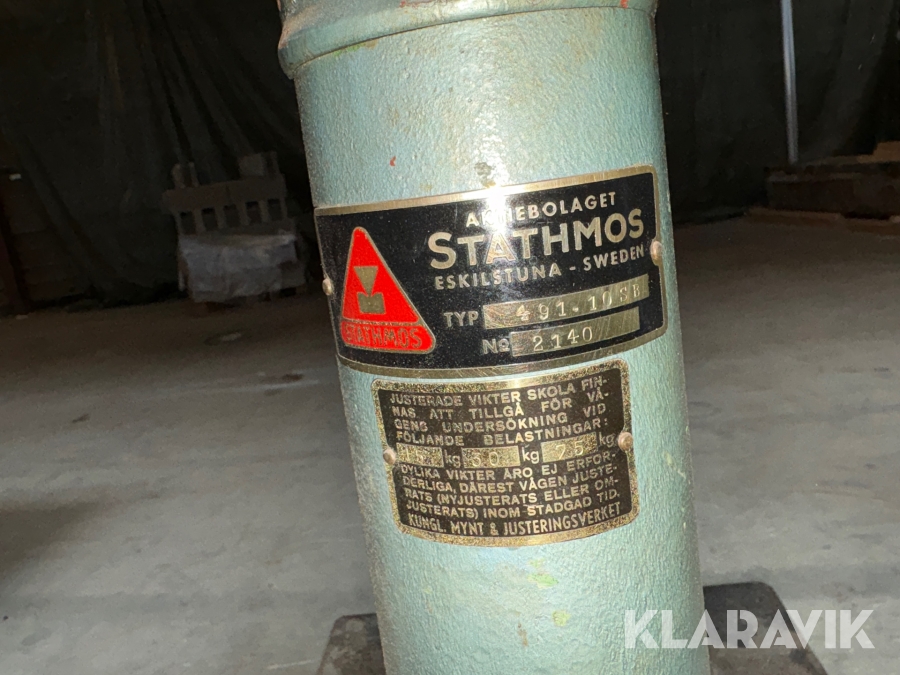 AKTIEBOLAGET
STATHMOS
ESKILSTUNA - SWEDEN
STATHMOS
TYP 491-10SB
No 2140
JUSTERADE VIKTER SKOLA FIN-
NAS ATT TILLGÅ FÖR VÅ-
GENS UNDERSÖKNING VID
FÖLJANDE BELASTNINGAR:
kg 50 kg 75 kg
DYLIKA VIKTER ÄRO EJ ERFOR-
DERLIGA, DÄREST VÅGEN JUSTE-
RATS (NYJUSTERATS ELLER OM-
JUSTERATS) INOM STADGAD TID.
KUNGL. MYNT & JUSTERINGSVERKET
KLARAVIK